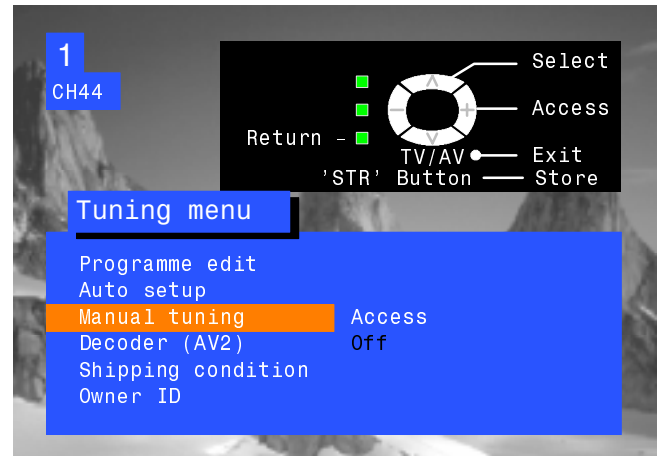 1
CH44
Select
Access
Return –
TV/AV Exit
'STR' Button Store
Tuning menu
Programme edit
Auto setup
Manual tuning Access
Decoder (AV2) Off
Shipping condition
Owner ID